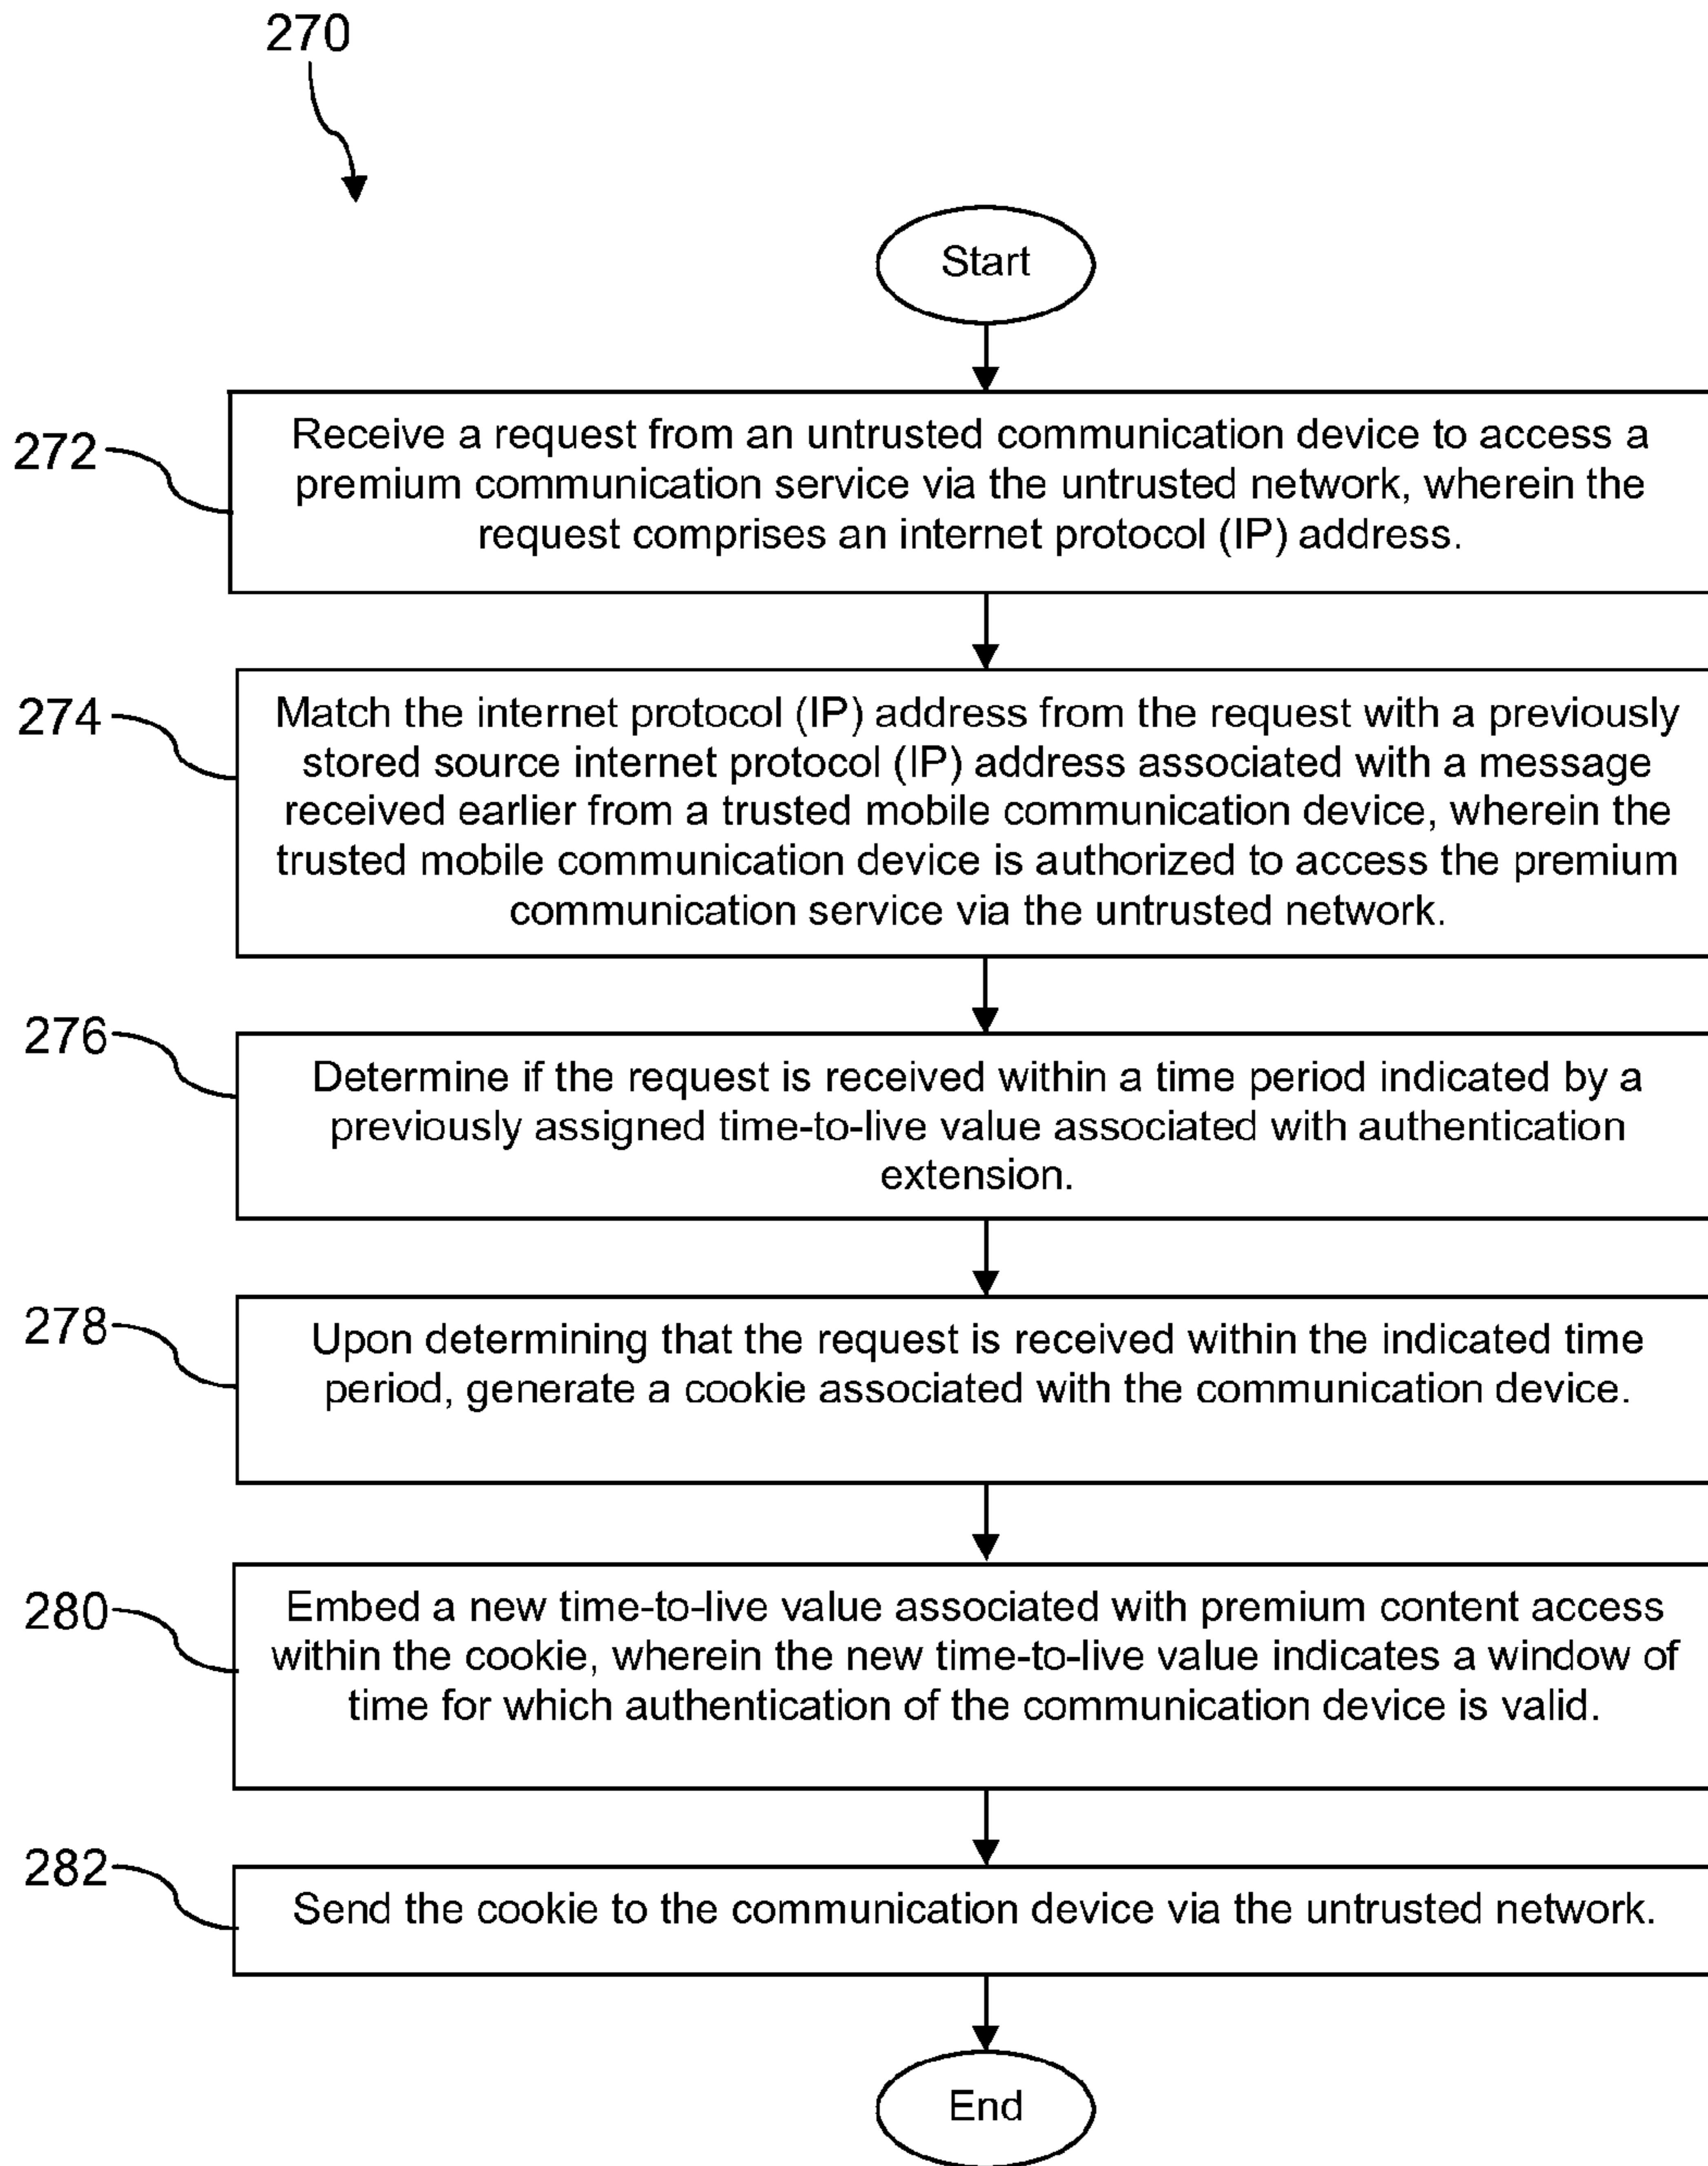 270
Start
272
Receive a request from an untrusted communication device to access a
premium communication service via the untrusted network, wherein the
request comprises an internet protocol (IP) address.
274
Match the internet protocol (IP) address from the request with a previously
stored source internet protocol (IP) address associated with a message
received earlier from a trusted mobile communication device, wherein the
trusted mobile communication device is authorized to access the premium
communication service via the untrusted network.
276
Determine if the request is received within a time period indicated by a
previously assigned time-to-live value associated with authentication
extension.
278
Upon determining that the request is received within the indicated time
period, generate a cookie associated with the communication device.
280
Embed a new time-to-live value associated with premium content access
within the cookie, wherein the new time-to-live value indicates a window of
time for which authentication of the communication device is valid.
282
Send the cookie to the communication device via the untrusted network.
End